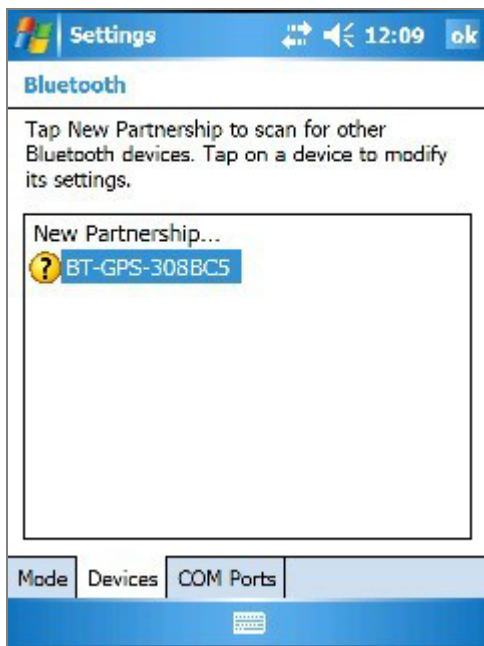 Settings 12:09 ok
Bluetooth
Tap New Partnership to scan for other
Bluetooth devices. Tap on a device to modify
its settings.
New Partnership...
? BT-GPS-308BC5
Mode Devices COM Ports